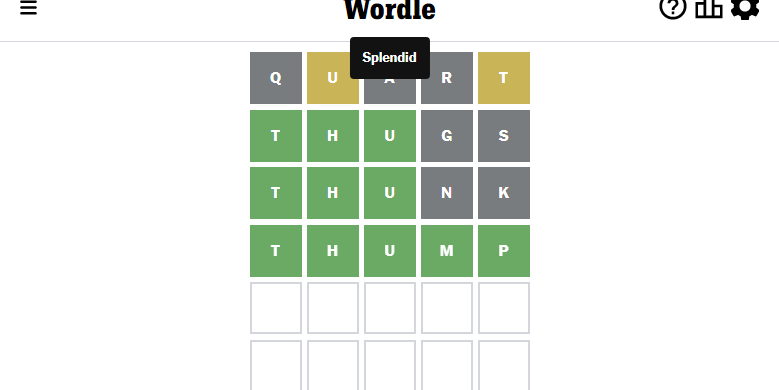 Wordle
Splendid
Q U A R T
T H U G S
T H U N K
T H U M P